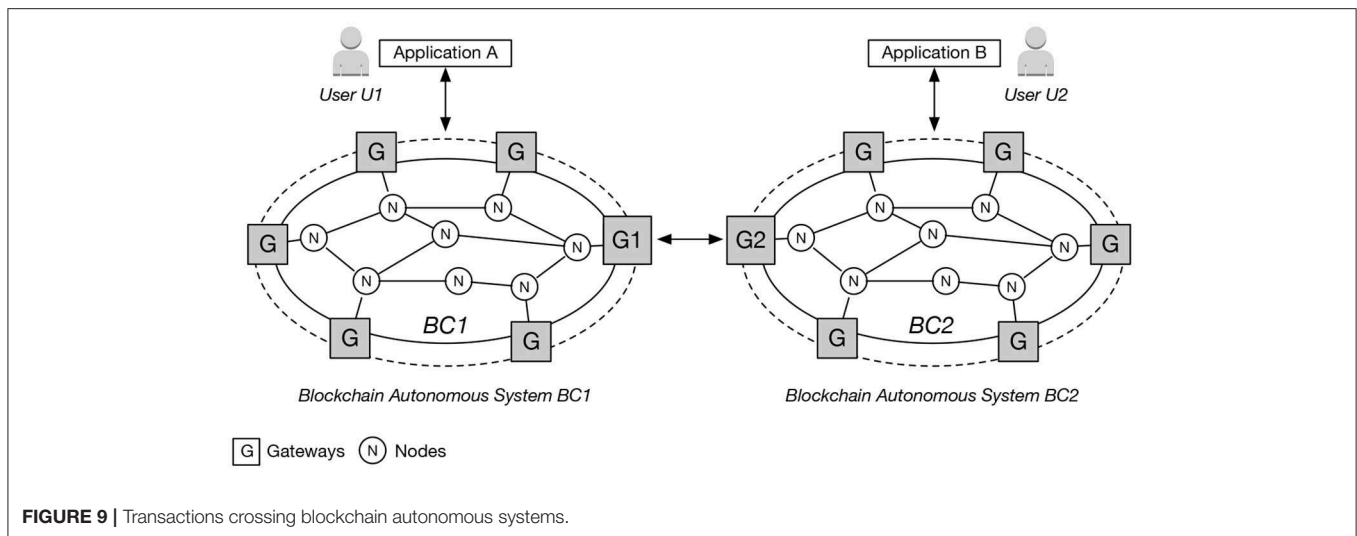 Application A
Application B
User U1
User U2
G
G
G
G
N
N
N
N
G
N
N
G1
G2
N
N
G
N
N
N
N
N
N
G
BC1
G
G
BC2
G
Blockchain Autonomous System BC1
Blockchain Autonomous System BC2
G Gateways N Nodes
FIGURE 9 | Transactions crossing blockchain autonomous systems.